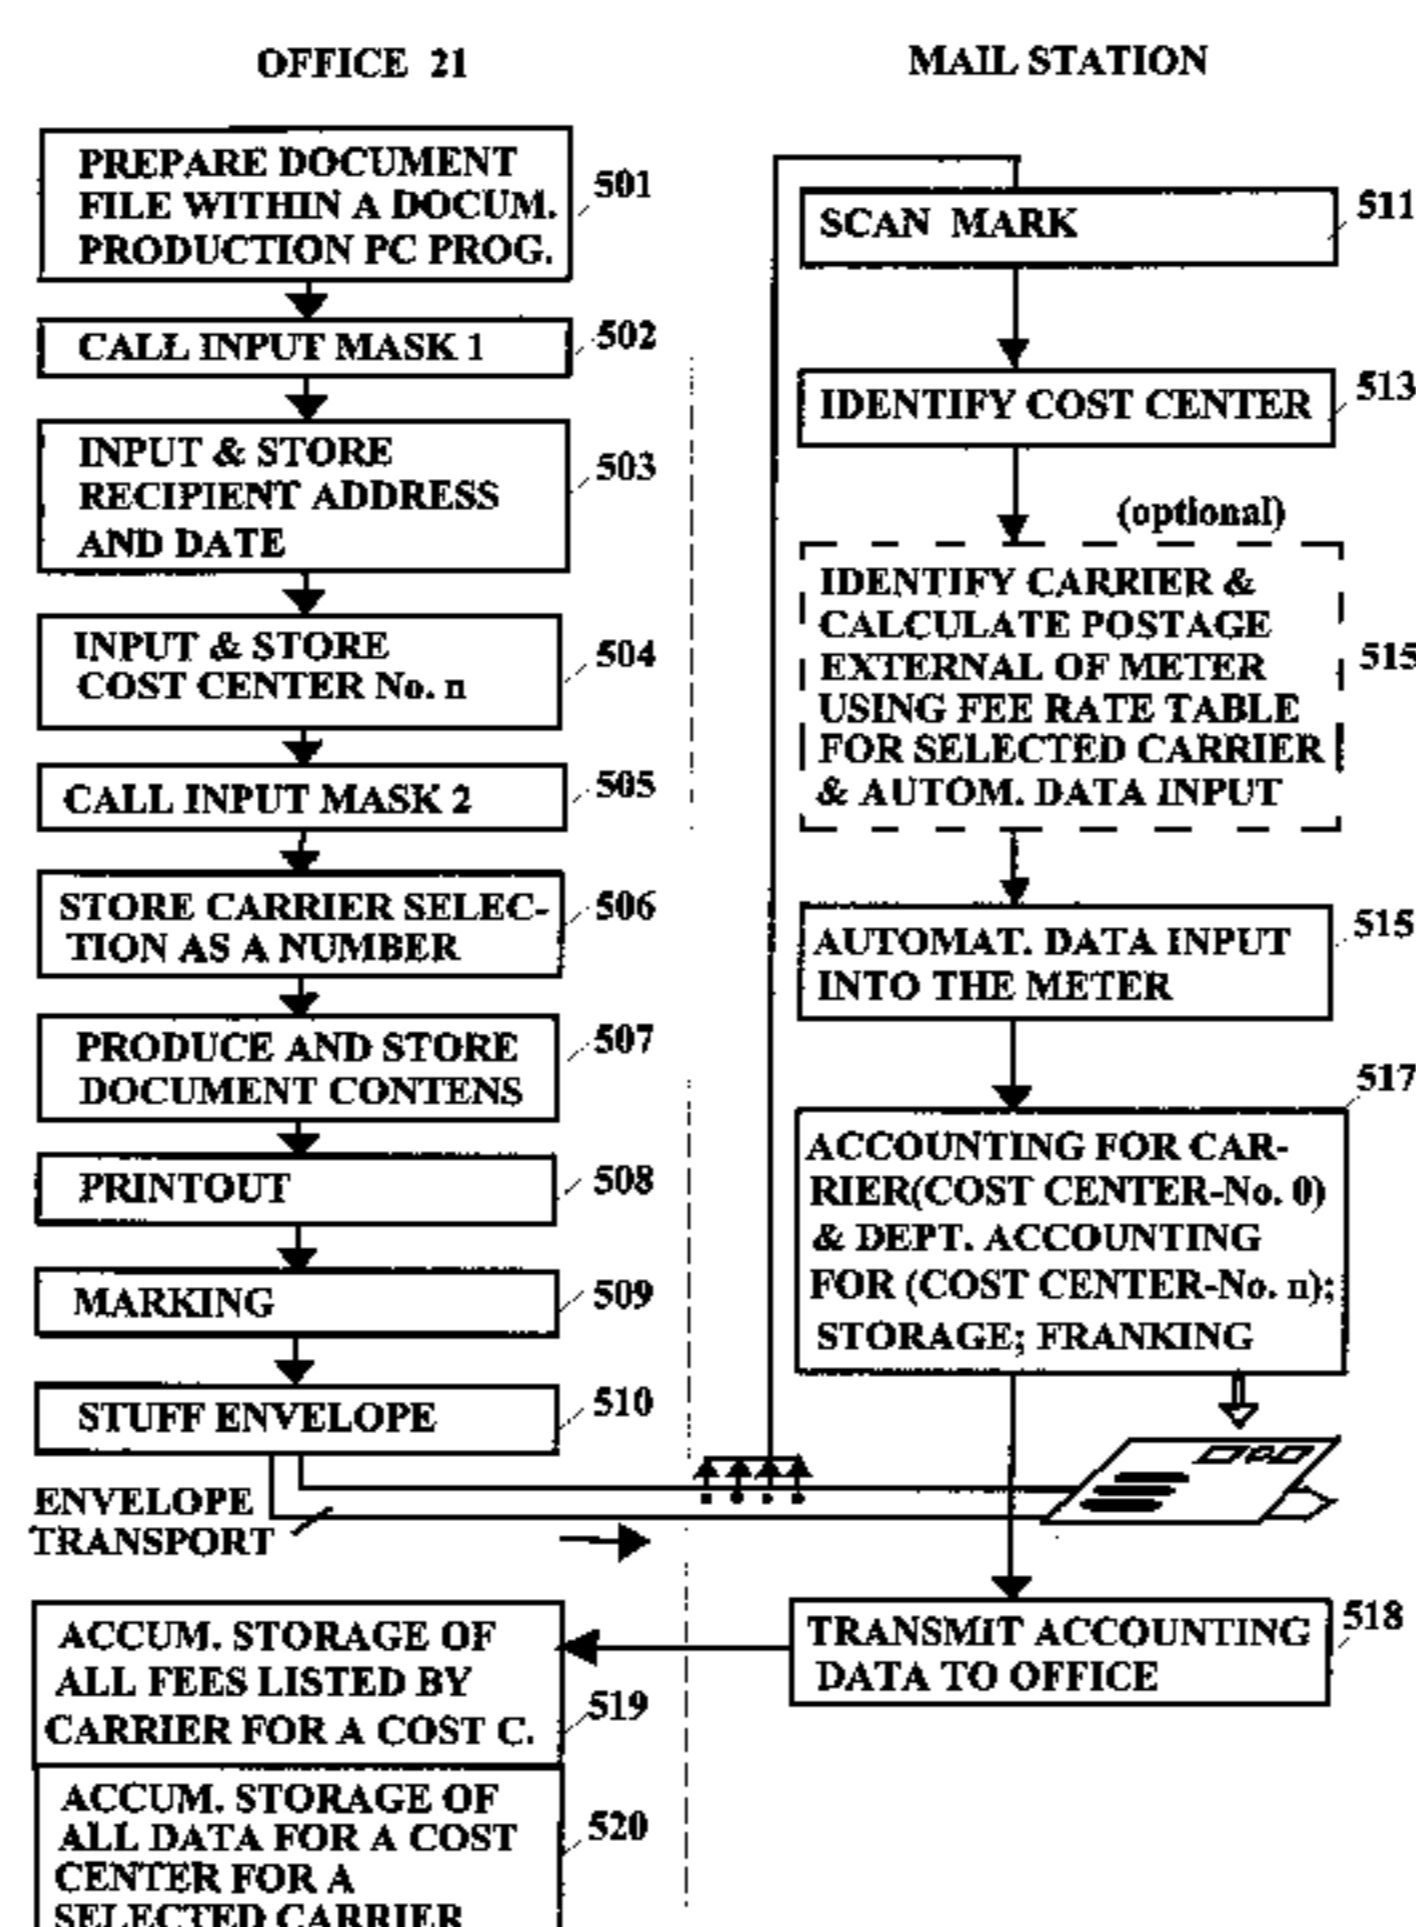 OFFICE 21
PREPARE DOCUMENT
FILE WITHIN A DOCUM.
PRODUCTION PC PROG.
501
CALL INPUT MASK 1
502
INPUT & STORE
RECIPIENT ADDRESS
AND DATE
503
INPUT & STORE
COST CENTER No. n
504
CALL INPUT MASK 2
505
STORE CARRIER SELEC-
TION AS A NUMBER
506
PRODUCE AND STORE
DOCUMENT CONTENS
507
PRINTOUT
508
MARKING
509
STUFF ENVELOPE
510
ENVELOPE
TRANSPORT
MAIL STATION
SCAN MARK
511
IDENTIFY COST CENTER
513
(optional)
IDENTIFY CARRIER &
CALCULATE POSTAGE
EXTERNAL OF METER
USING FEE RATE TABLE
FOR SELECTED CARRIER
& AUTOM. DATA INPUT
515
AUTOMAT. DATA INPUT
INTO THE METER
515
517
ACCOUNTING FOR CAR-
RIER(COST CENTER-No. 0)
& DEPT. ACCOUNTING
FOR (COST CENTER-No. n);
STORAGE; FRANKING
TRANSMIT ACCOUNTING
DATA TO OFFICE
518
ACCUM. STORAGE OF
ALL FEES LISTED BY
CARRIER FOR A COST C.
519
ACCUM. STORAGE OF
ALL DATA FOR A COST
CENTER FOR A
SELECTED CARRIER
520